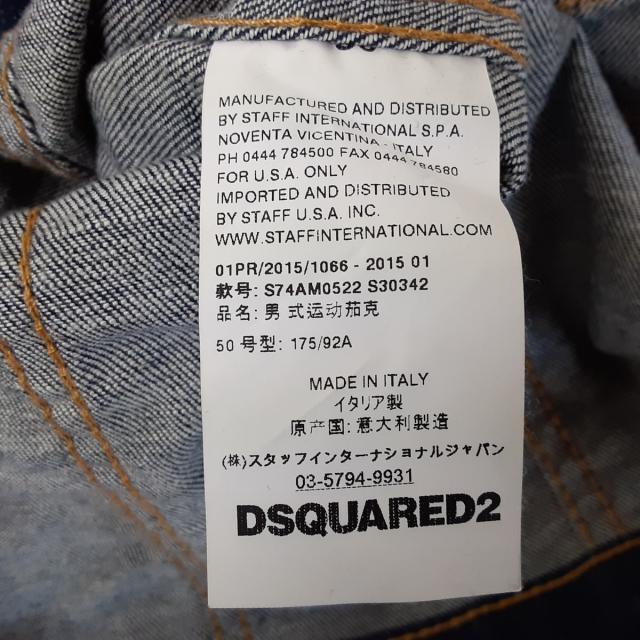 MANUFACTURED AND DISTRIBUTED
BY STAFF INTERNATIONAL S.P.A.
NOVENTA VICENTINA - ITALY
PH 0444 784500 FAX 0444 784580
FOR U.S.A. ONLY
IMPORTED AND DISTRIBUTED
BY STAFF U.S.A. INC.
WWW.STAFFINTERNATIONAL.COM
01PR/2015/1066 - 2015 01
款号: S74AM0522 S30342
品名: 男 式运动茄克
50 号型: 175/92A
MADE IN ITALY
イタリア製
原产国: 意大利製造
(株)スタッフインターナショナルジャパン
03-5794-9931
DSQUARED2